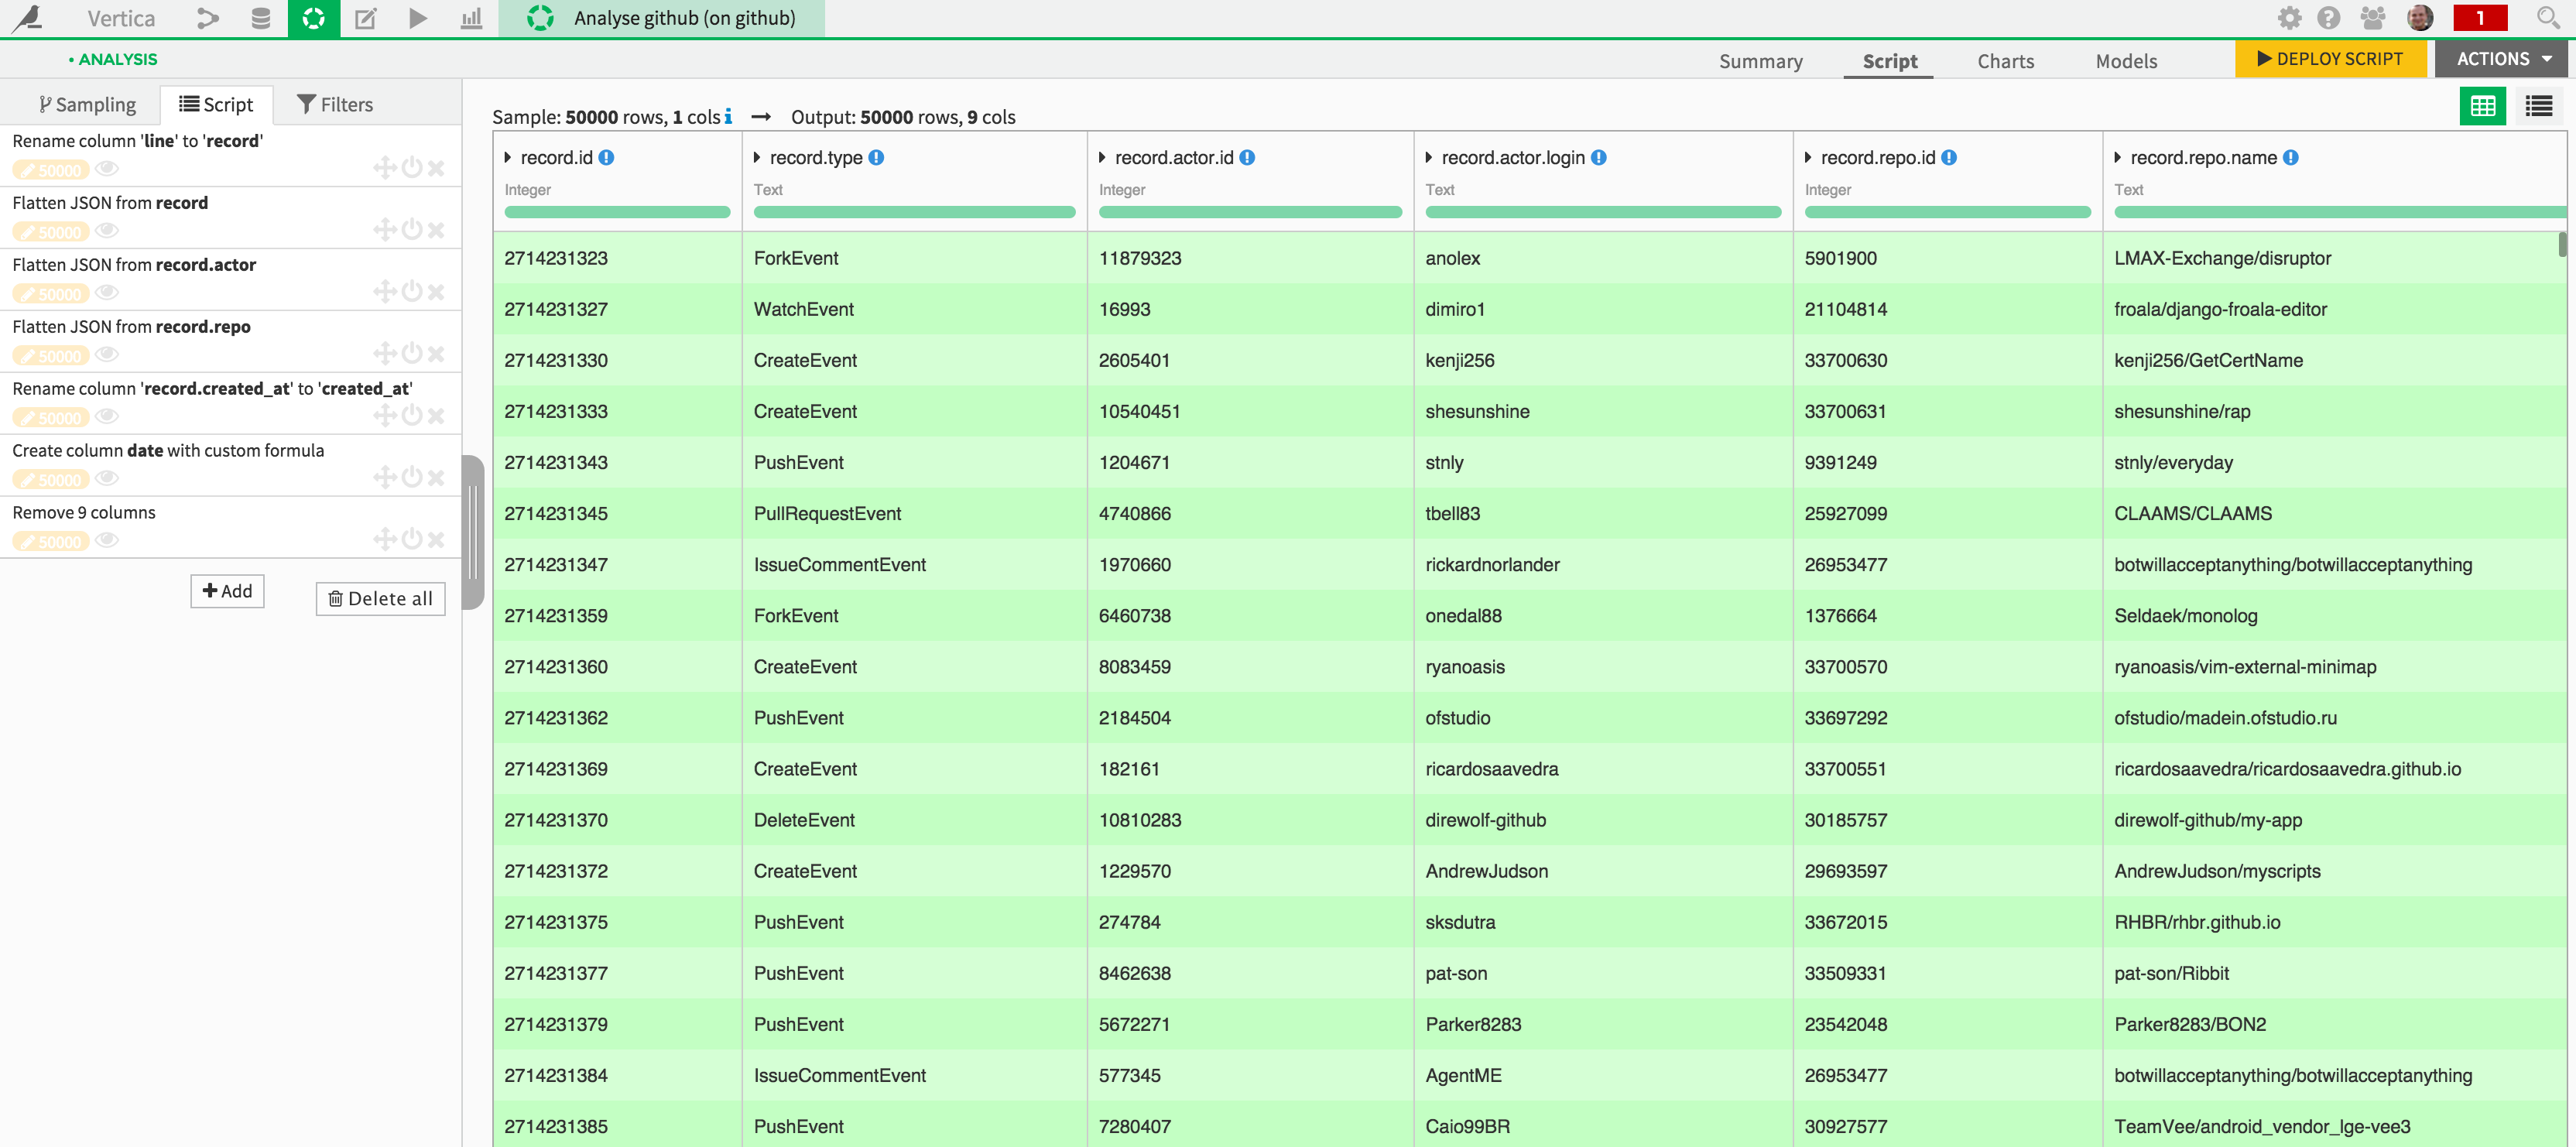 Vertica Analyse github (on github) 1
• ANALYSIS Summary Script Charts Models DEPLOY SCRIPT ACTIONS
Sampling Script Filters
Sample: 50000 rows, 1 cols → Output: 50000 rows, 9 cols
Rename column 'line' to 'record'
50000
Flatten JSON from record
50000
Flatten JSON from record.actor
50000
Flatten JSON from record.repo
50000
Rename column 'record.created_at' to 'created_at'
50000
Create column date with custom formula
50000
Remove 9 columns
50000
Add Delete all
record.id record.type record.actor.id record.actor.login record.repo.id record.repo.name
Integer Text Integer Text Integer Text
2714231323 ForkEvent 11879323 anolex 5901900 LMAX-Exchange/disruptor
2714231327 WatchEvent 16993 dimiro1 21104814 froala/django-froala-editor
2714231330 CreateEvent 2605401 kenji256 33700630 kenji256/GetCertName
2714231333 CreateEvent 10540451 shesunshine 33700631 shesunshine/rap
2714231343 PushEvent 1204671 stnly 9391249 stnly/everyday
2714231345 PullRequestEvent 4740866 tbell83 25927099 CLAAMS/CLAAMS
2714231347 IssueCommentEvent 1970660 rickardnorlander 26953477 botwillacceptanything/botwillacceptanything
2714231359 ForkEvent 6460738 onedal88 1376664 Seldaek/monolog
2714231360 CreateEvent 8083459 ryanoasis 33700570 ryanoasis/vim-external-minimap
2714231362 PushEvent 2184504 ofstudio 33697292 ofstudio/madein.ofstudio.ru
2714231369 CreateEvent 182161 ricardosaavedra 33700551 ricardosaavedra/ricardosaavedra.github.io
2714231370 DeleteEvent 10810283 direwolf-github 30185757 direwolf-github/my-app
2714231372 CreateEvent 1229570 AndrewJudson 29693597 AndrewJudson/myscripts
2714231375 PushEvent 274784 sksdutra 33672015 RHBR/rhbr.github.io
2714231377 PushEvent 8462638 pat-son 33509331 pat-son/Ribbit
2714231379 PushEvent 5672271 Parker8283 23542048 Parker8283/BON2
2714231384 IssueCommentEvent 577345 AgentME 26953477 botwillacceptanything/botwillacceptanything
2714231385 PushEvent 7280407 Caio99BR 30927577 TeamVee/android_vendor_lge-vee3